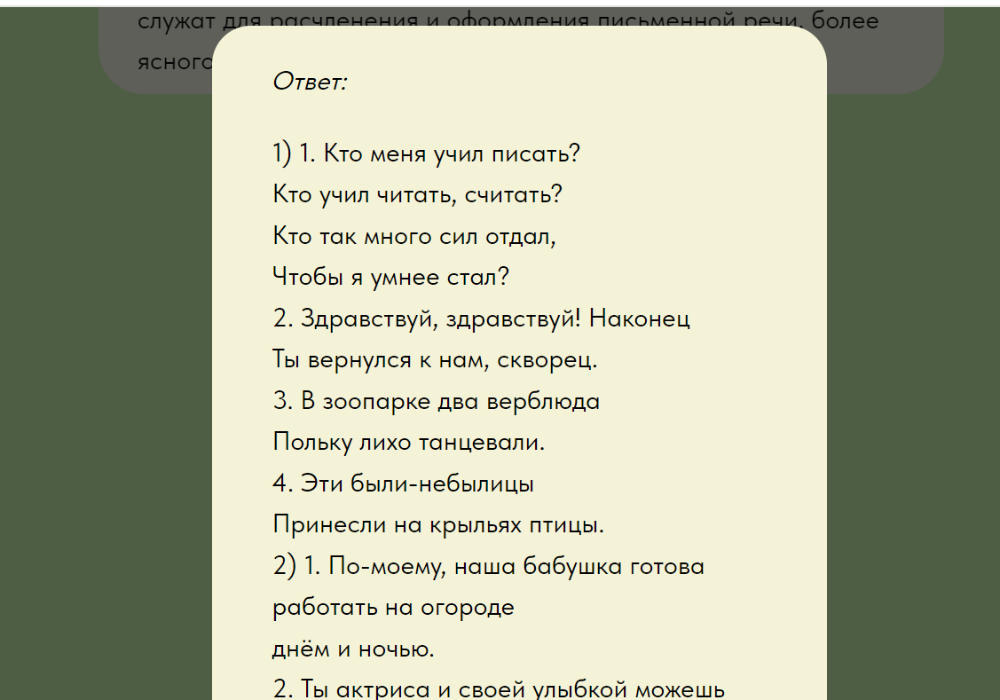 служат для расчленения и оформления письменной речи, более
ясного
Ответ:
1) 1. Кто меня учил писать?
Кто учил читать, считать?
Кто так много сил отдал,
Чтобы я умнее стал?
2. Здравствуй, здравствуй! Наконец
Ты вернулся к нам, скворец.
3. В зоопарке два верблюда
Польку лихо танцевали.
4. Эти были-небылицы
Принесли на крыльях птицы.
2) 1. По-моему, наша бабушка готова
работать на огороде
днём и ночью.
2. Ты актриса и своей улыбкой можешь